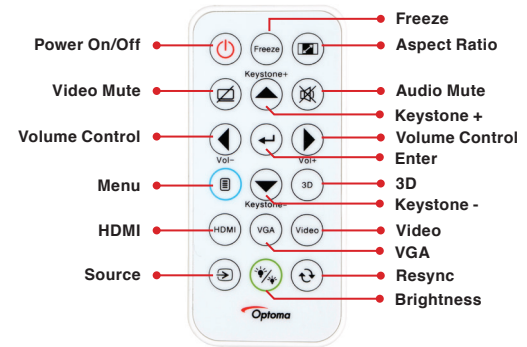 Freeze
Power On/Off
Freeze
Aspect Ratio
Keystone+
Video Mute
Audio Mute
Keystone +
Volume Control
Volume Control
Vol−
Vol+
Enter
Menu
3D
3D
Keystone−
Keystone -
HDMI
HDMI
VGA
Video
Video
VGA
Source
Resync
Brightness
Optoma